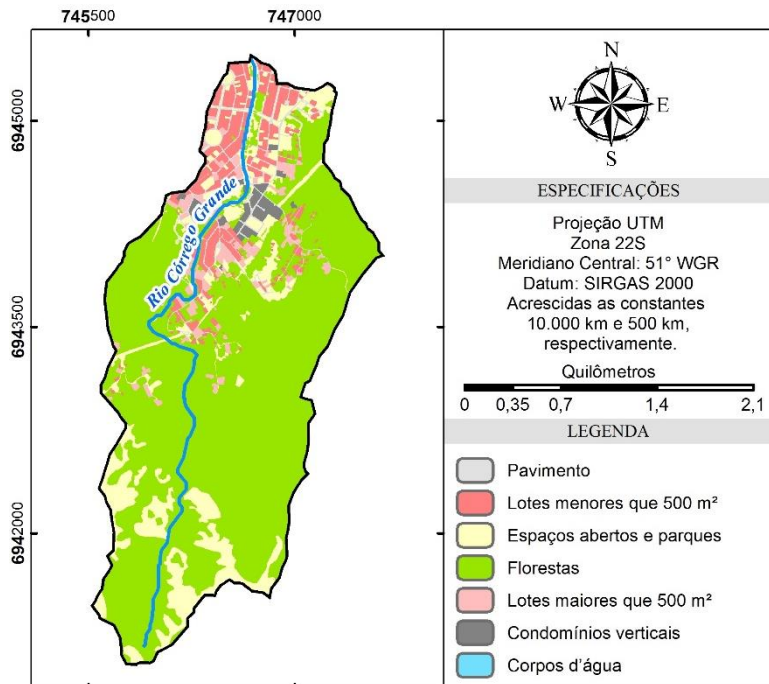 745500
747000
6945000
6943500
6942000
Rio Córrego Grande
N
W
E
S
ESPECIFICAÇÕES
Projeção UTM
Zona 22S
Meridiano Central: 51° WGR
Datum: SIRGAS 2000
Acrescidas as constantes
10.000 km e 500 km,
respectivamente.
Quilômetros
0 0,35 0,7 1,4 2,1
LEGENDA
Pavimento
Lotes menores que 500 m²
Espaços abertos e parques
Florestas
Lotes maiores que 500 m²
Condomínios verticais
Corpos d'água